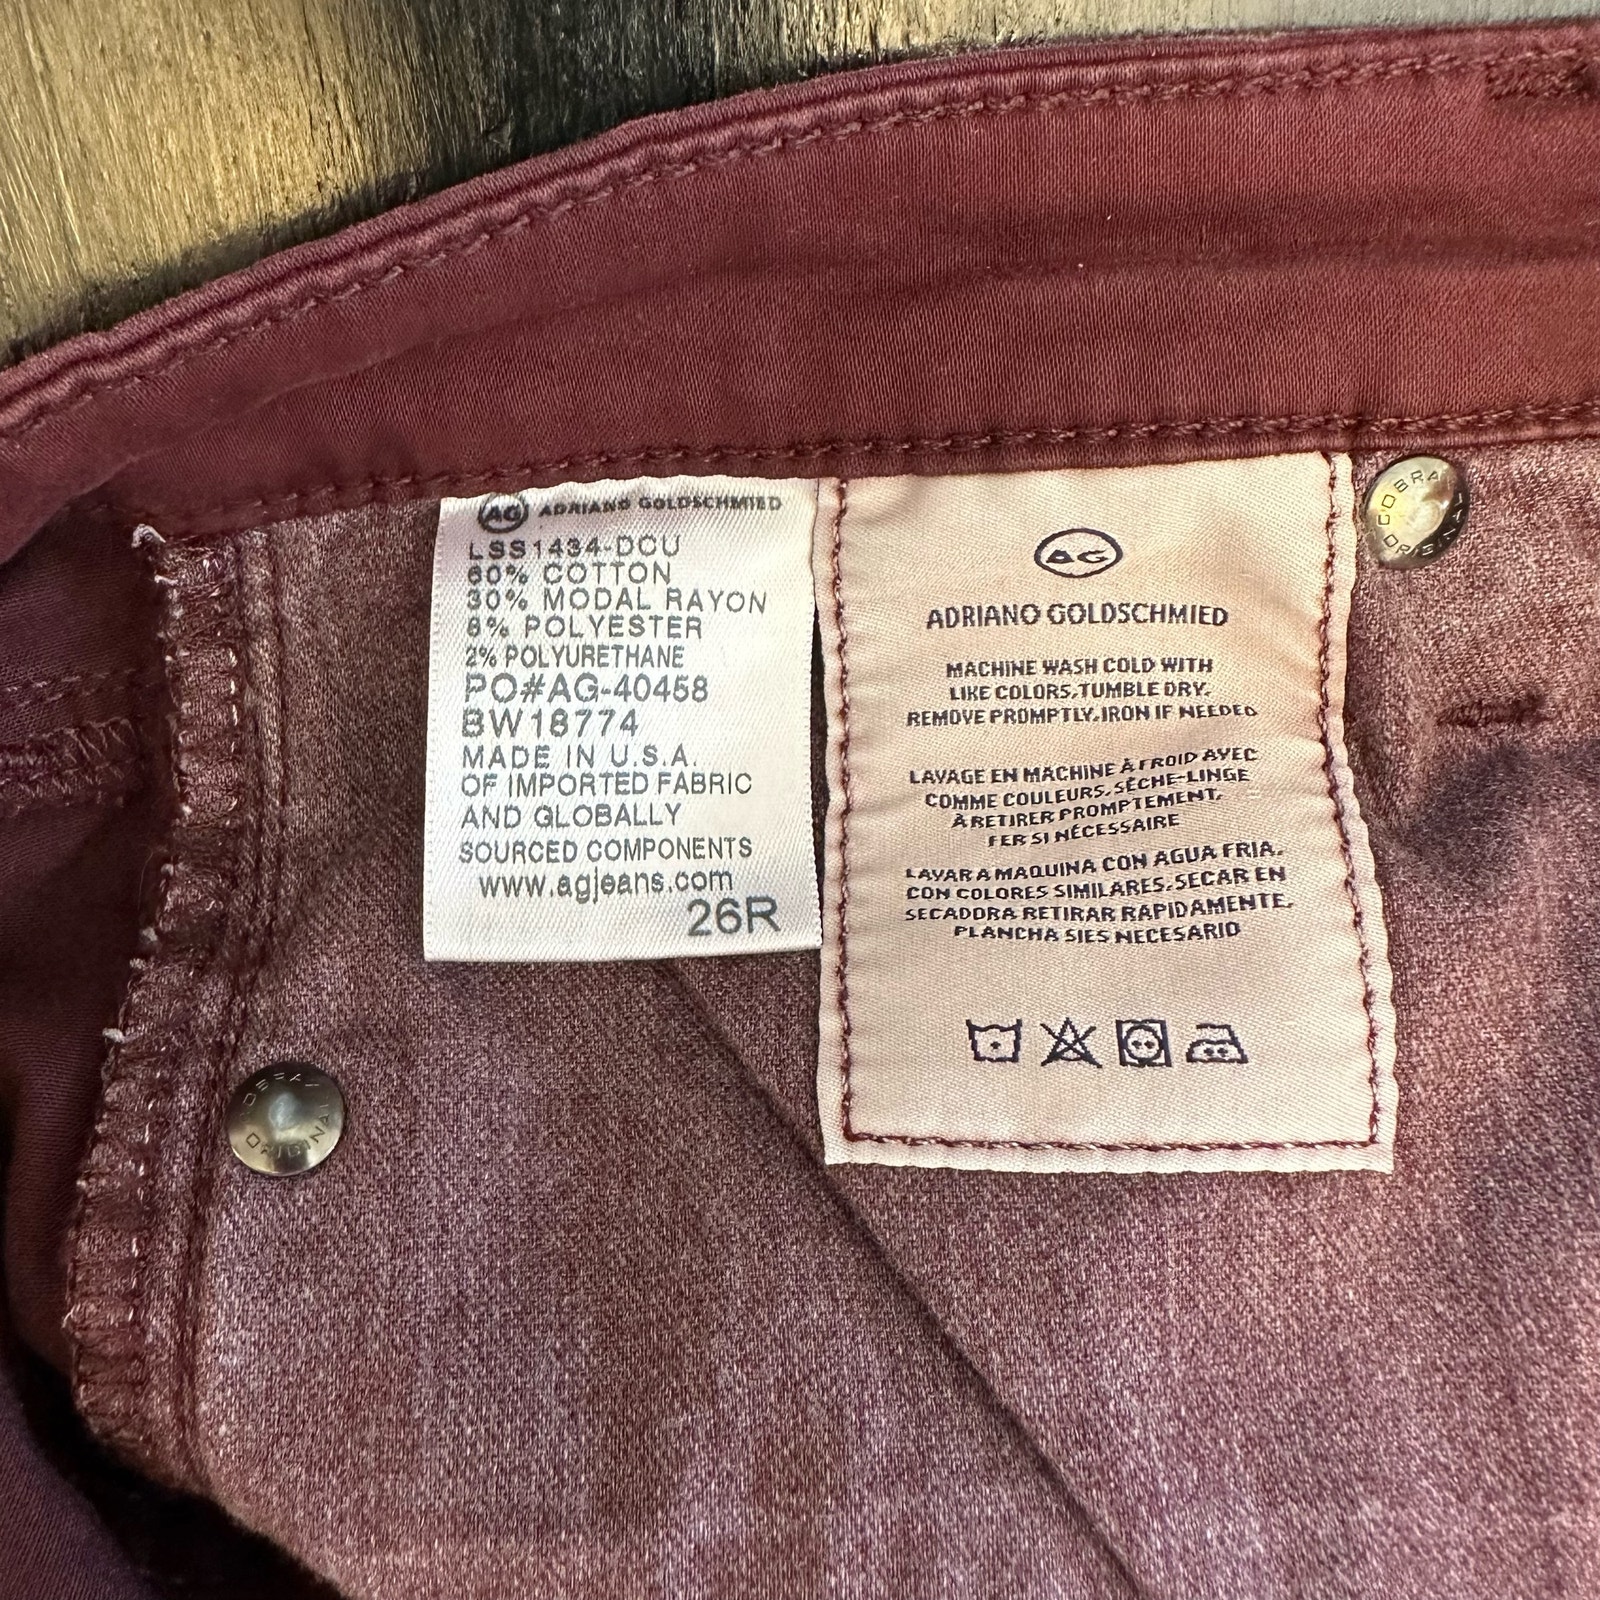 AG ADRIANO GOLDSCHMIED
LSS1434-DCU
60% COTTON
30% MODAL RAYON
8% POLYESTER
2% POLYURETHANE
PO#AG-40458
BW18774
MADE IN U.S.A.
OF IMPORTED FABRIC
AND GLOBALLY
SOURCED COMPONENTS
www.agjeans.com
26R
AG
ADRIANO GOLDSCHMIED
MACHINE WASH COLD WITH
LIKE COLORS,TUMBLE DRY.
REMOVE PROMPTLY,IRON IF NEEDED
LAVAGE EN MACHINE À FROID AVEC
COMME COULEURS, SÈCHE-LINGE
À RETIRER PROMPTEMENT,
FER SI NÉCESSAIRE
LAVAR A MAQUINA CON AGUA FRIA.
CON COLORES SIMILARES. SECAR EN
SECADORA RETIRAR RAPIDAMENTE.
PLANCHA SIES NECESARIO
COBRAX
ORIGINAL
COBRAX
ORIGINAL